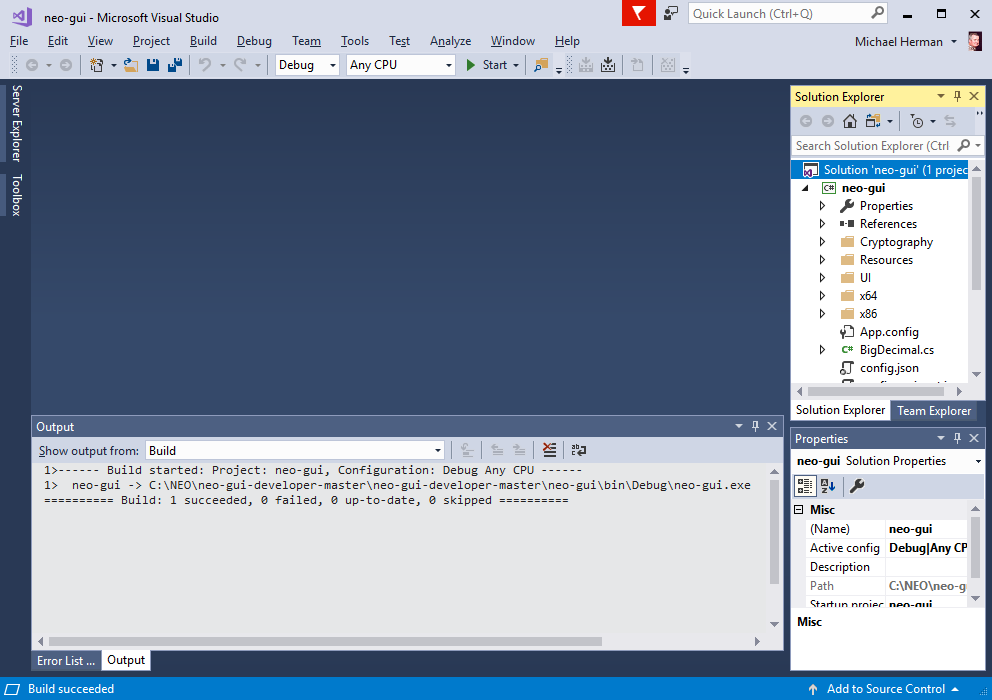 neo-gui - Microsoft Visual Studio
Quick Launch (Ctrl+Q)
File Edit View Project Build Debug Team Tools Test Analyze Window Help
Michael Herman
Debug Any CPU Start
Server Explorer
Toolbox
Solution Explorer
Search Solution Explorer (Ctrl
Solution 'neo-gui' (1 projec
C# neo-gui
Properties
References
Cryptography
Resources
UI
x64
x86
App.config
C# BigDecimal.cs
config.json
Solution Explorer Team Explorer
Output
Show output from: Build
1>------ Build started: Project: neo-gui, Configuration: Debug Any CPU ------
1>  neo-gui -> C:\NEO\neo-gui-developer-master\neo-gui-developer-master\neo-gui\bin\Debug\neo-gui.exe
========== Build: 1 succeeded, 0 failed, 0 up-to-date, 0 skipped ==========
Error List ... Output
Properties
neo-gui Solution Properties
Misc
(Name) neo-gui
Active config Debug|Any CP
Description
Path C:\NEO\neo-g
Startup projec neo-gui
Misc
Build succeeded
Add to Source Control